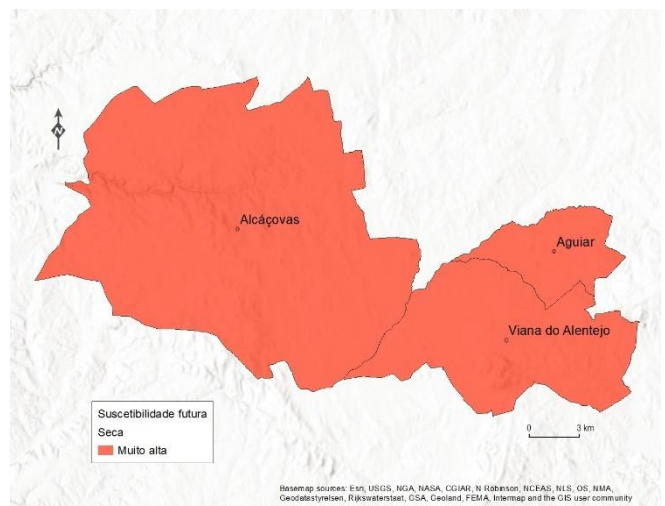 N
Alcáçovas
Aguiar
Viana do Alentejo
Suscetibilidade futura
Seca
Muito alta
0 3 km
Basemap sources: Esri, USGS, NGA, NASA, CGIAR, N Robinson, NCEAS, NLS, OS, NMA,
Geodatastyrelsen, Rijkswaterstaat, GSA, Geoland, FEMA, Intermap and the GIS user community